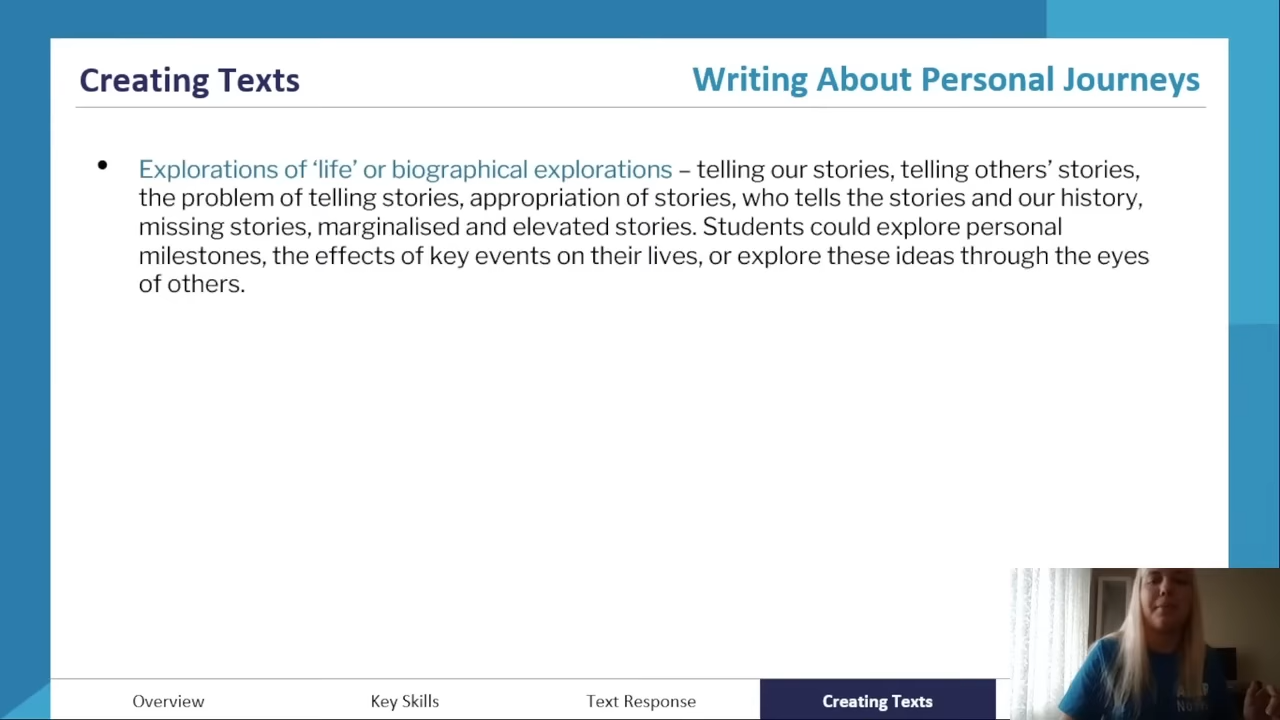 Creating Texts
Writing About Personal Journeys
• Explorations of ‘life’ or biographical explorations – telling our stories, telling others’ stories,
the problem of telling stories, appropriation of stories, who tells the stories and our history,
missing stories, marginalised and elevated stories. Students could explore personal
milestones, the effects of key events on their lives, or explore these ideas through the eyes
of others.
Overview
Key Skills
Text Response
Creating Texts